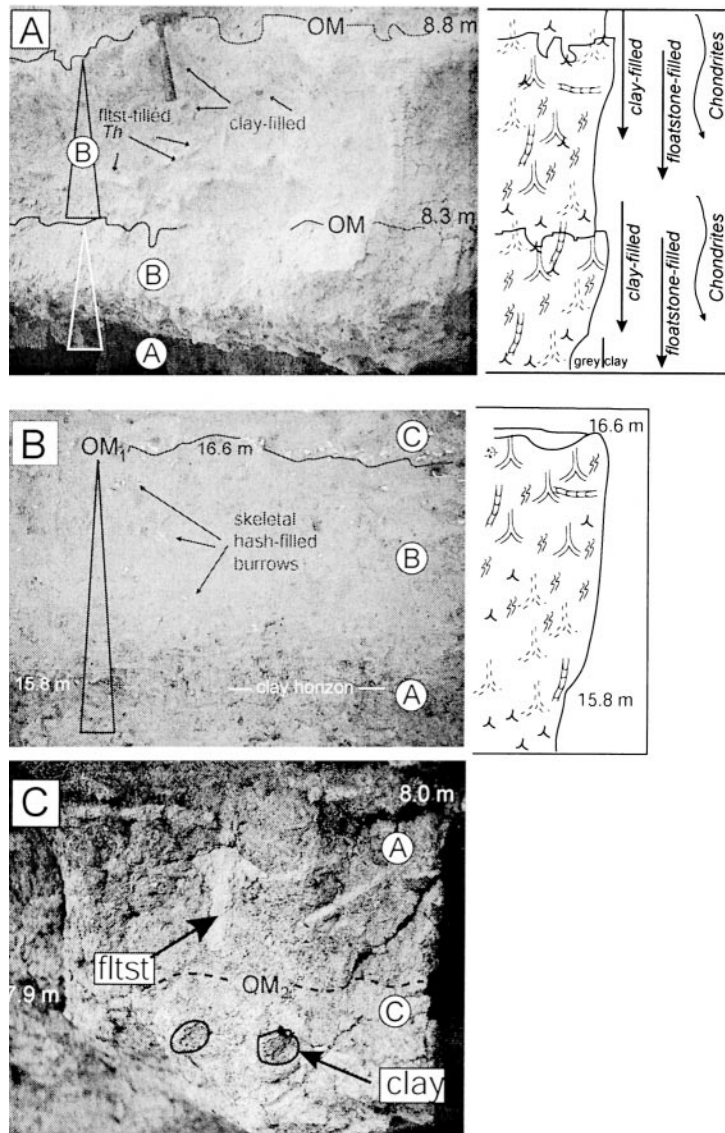 A
OM
8.8 m
fltst-filled
Th
clay-filled
B
OM
8.3 m
B
A
clay-filled
floatstone-filled
Chondrites
clay-filled
floatstone-filled
Chondrites
grey clay
B
OM1
16.6 m
C
skeletal
hash-filled
burrows
B
15.8 m
clay horizon
A
16.6 m
15.8 m
C
8.0 m
A
fltst
7.9 m
OM2
C
clay